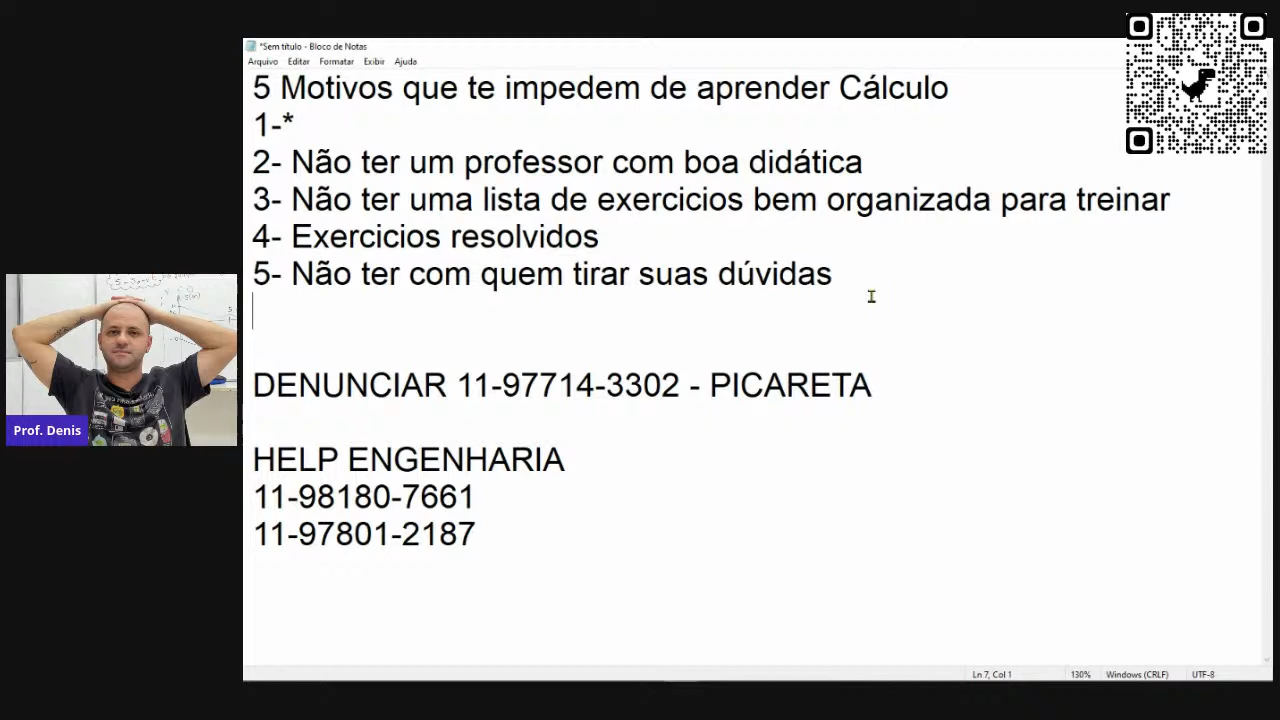 *Sem título - Bloco de Notas
Arquivo Editar Formatar Exibir Ajuda
5 Motivos que te impedem de aprender Cálculo
1-*
2- Não ter um professor com boa didática
3- Não ter uma lista de exercicios bem organizada para treinar
4- Exercicios resolvidos
5- Não ter com quem tirar suas dúvidas
DENUNCIAR 11-97714-3302 - PICARETA
HELP ENGENHARIA
11-98180-7661
11-97801-2187
Prof. Denis
Ln 7, Col 1 130% Windows (CRLF) UTF-8